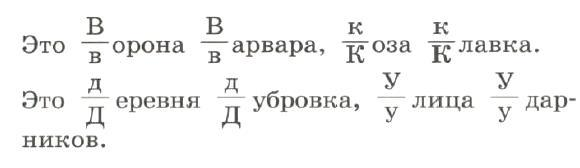 Это В/в орона В/в арвара, к/К оза к/К лавка.
Это д/Д еревня д/Д убровка, У/у лица У/у дар-
ников.